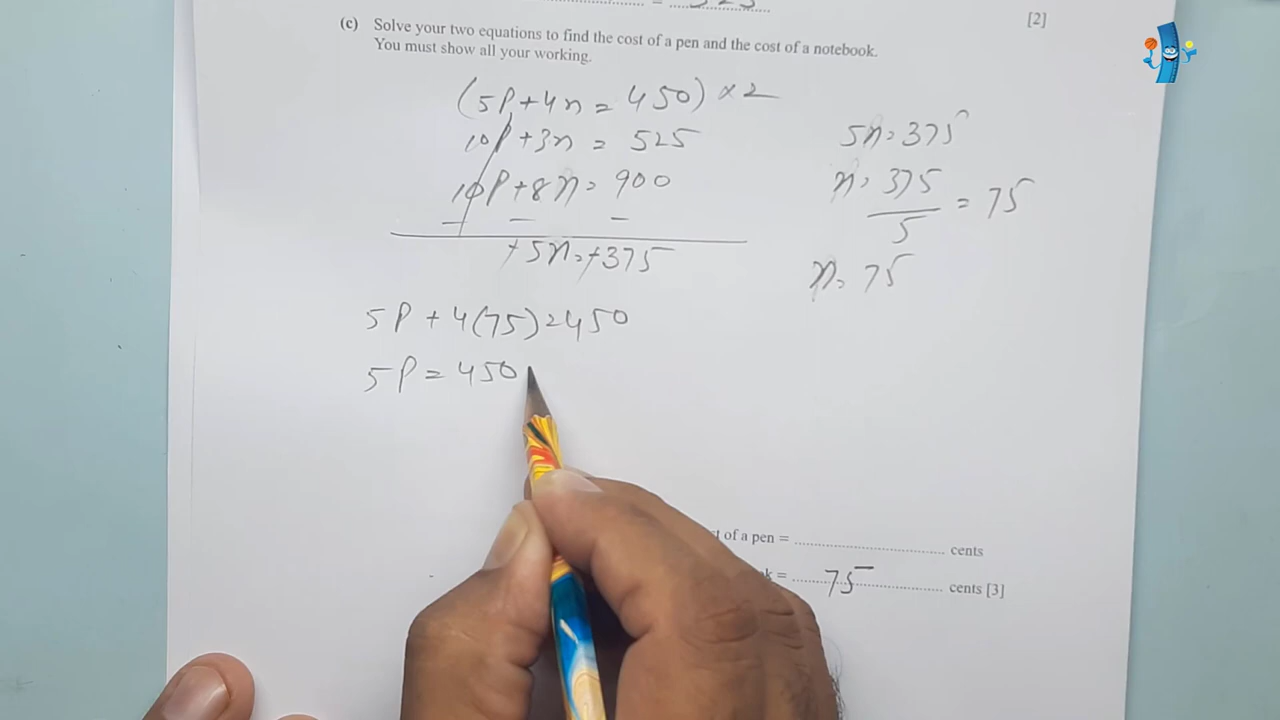 = 525
[2]
(c) Solve your two equations to find the cost of a pen and the cost of a notebook.
You must show all your working.
(5P+4n = 450) × 2
10P +3n = 525
10P +8n = 900
- - -
+5n = +375
5n = 375
n = 375/5 = 75
n = 75
5P + 4(75) = 450
5P = 450
of a pen = ........ cents
= 75 cents [3]